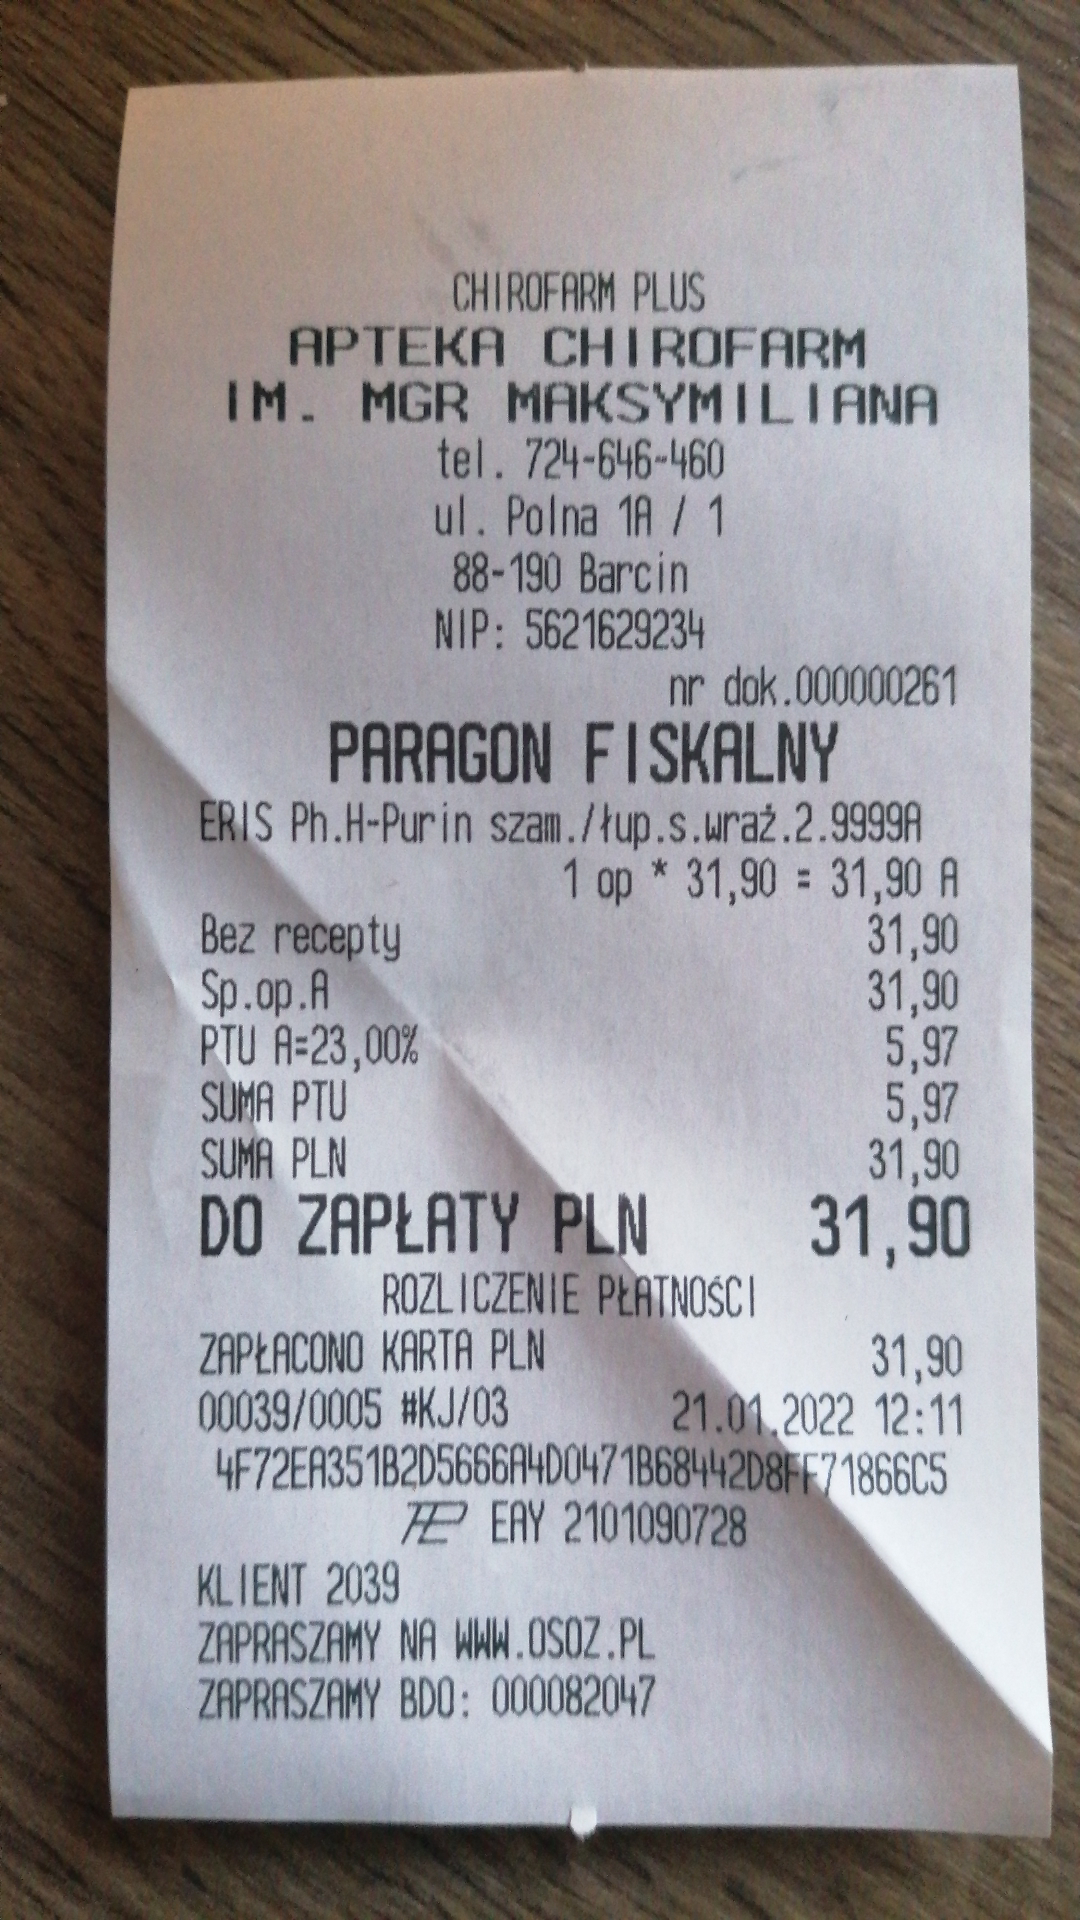 CHIROFARM PLUS
APTEKA CHIROFARM
IM. MGR MAKSYMILIANA
tel. 724-646-460
ul. Polna 1A / 1
88-190 Barcin
NIP: 5621629234
nr dok.000000261
PARAGON FISKALNY
ERIS Ph.H-Purin szam./łup.s.wraż.2.9999A
1 op * 31,90 = 31,90 A
Bez recepty 31,90
Sp.op.A 31,90
PTU A=23,00% 5,97
SUMA PTU 5,97
SUMA PLN 31,90
DO ZAPŁATY PLN 31,90
ROZLICZENIE PŁATNOŚCI
ZAPŁACONO KARTA PLN 31,90
00039/0005 #KJ/03 21.01.2022 12:11
4F72EA351B2D5666A4D0471B68442D8FF71866C5
EAY 2101090728
KLIENT 2039
ZAPRASZAMY NA WWW.OSOZ.PL
ZAPRASZAMY BDO: 000082047